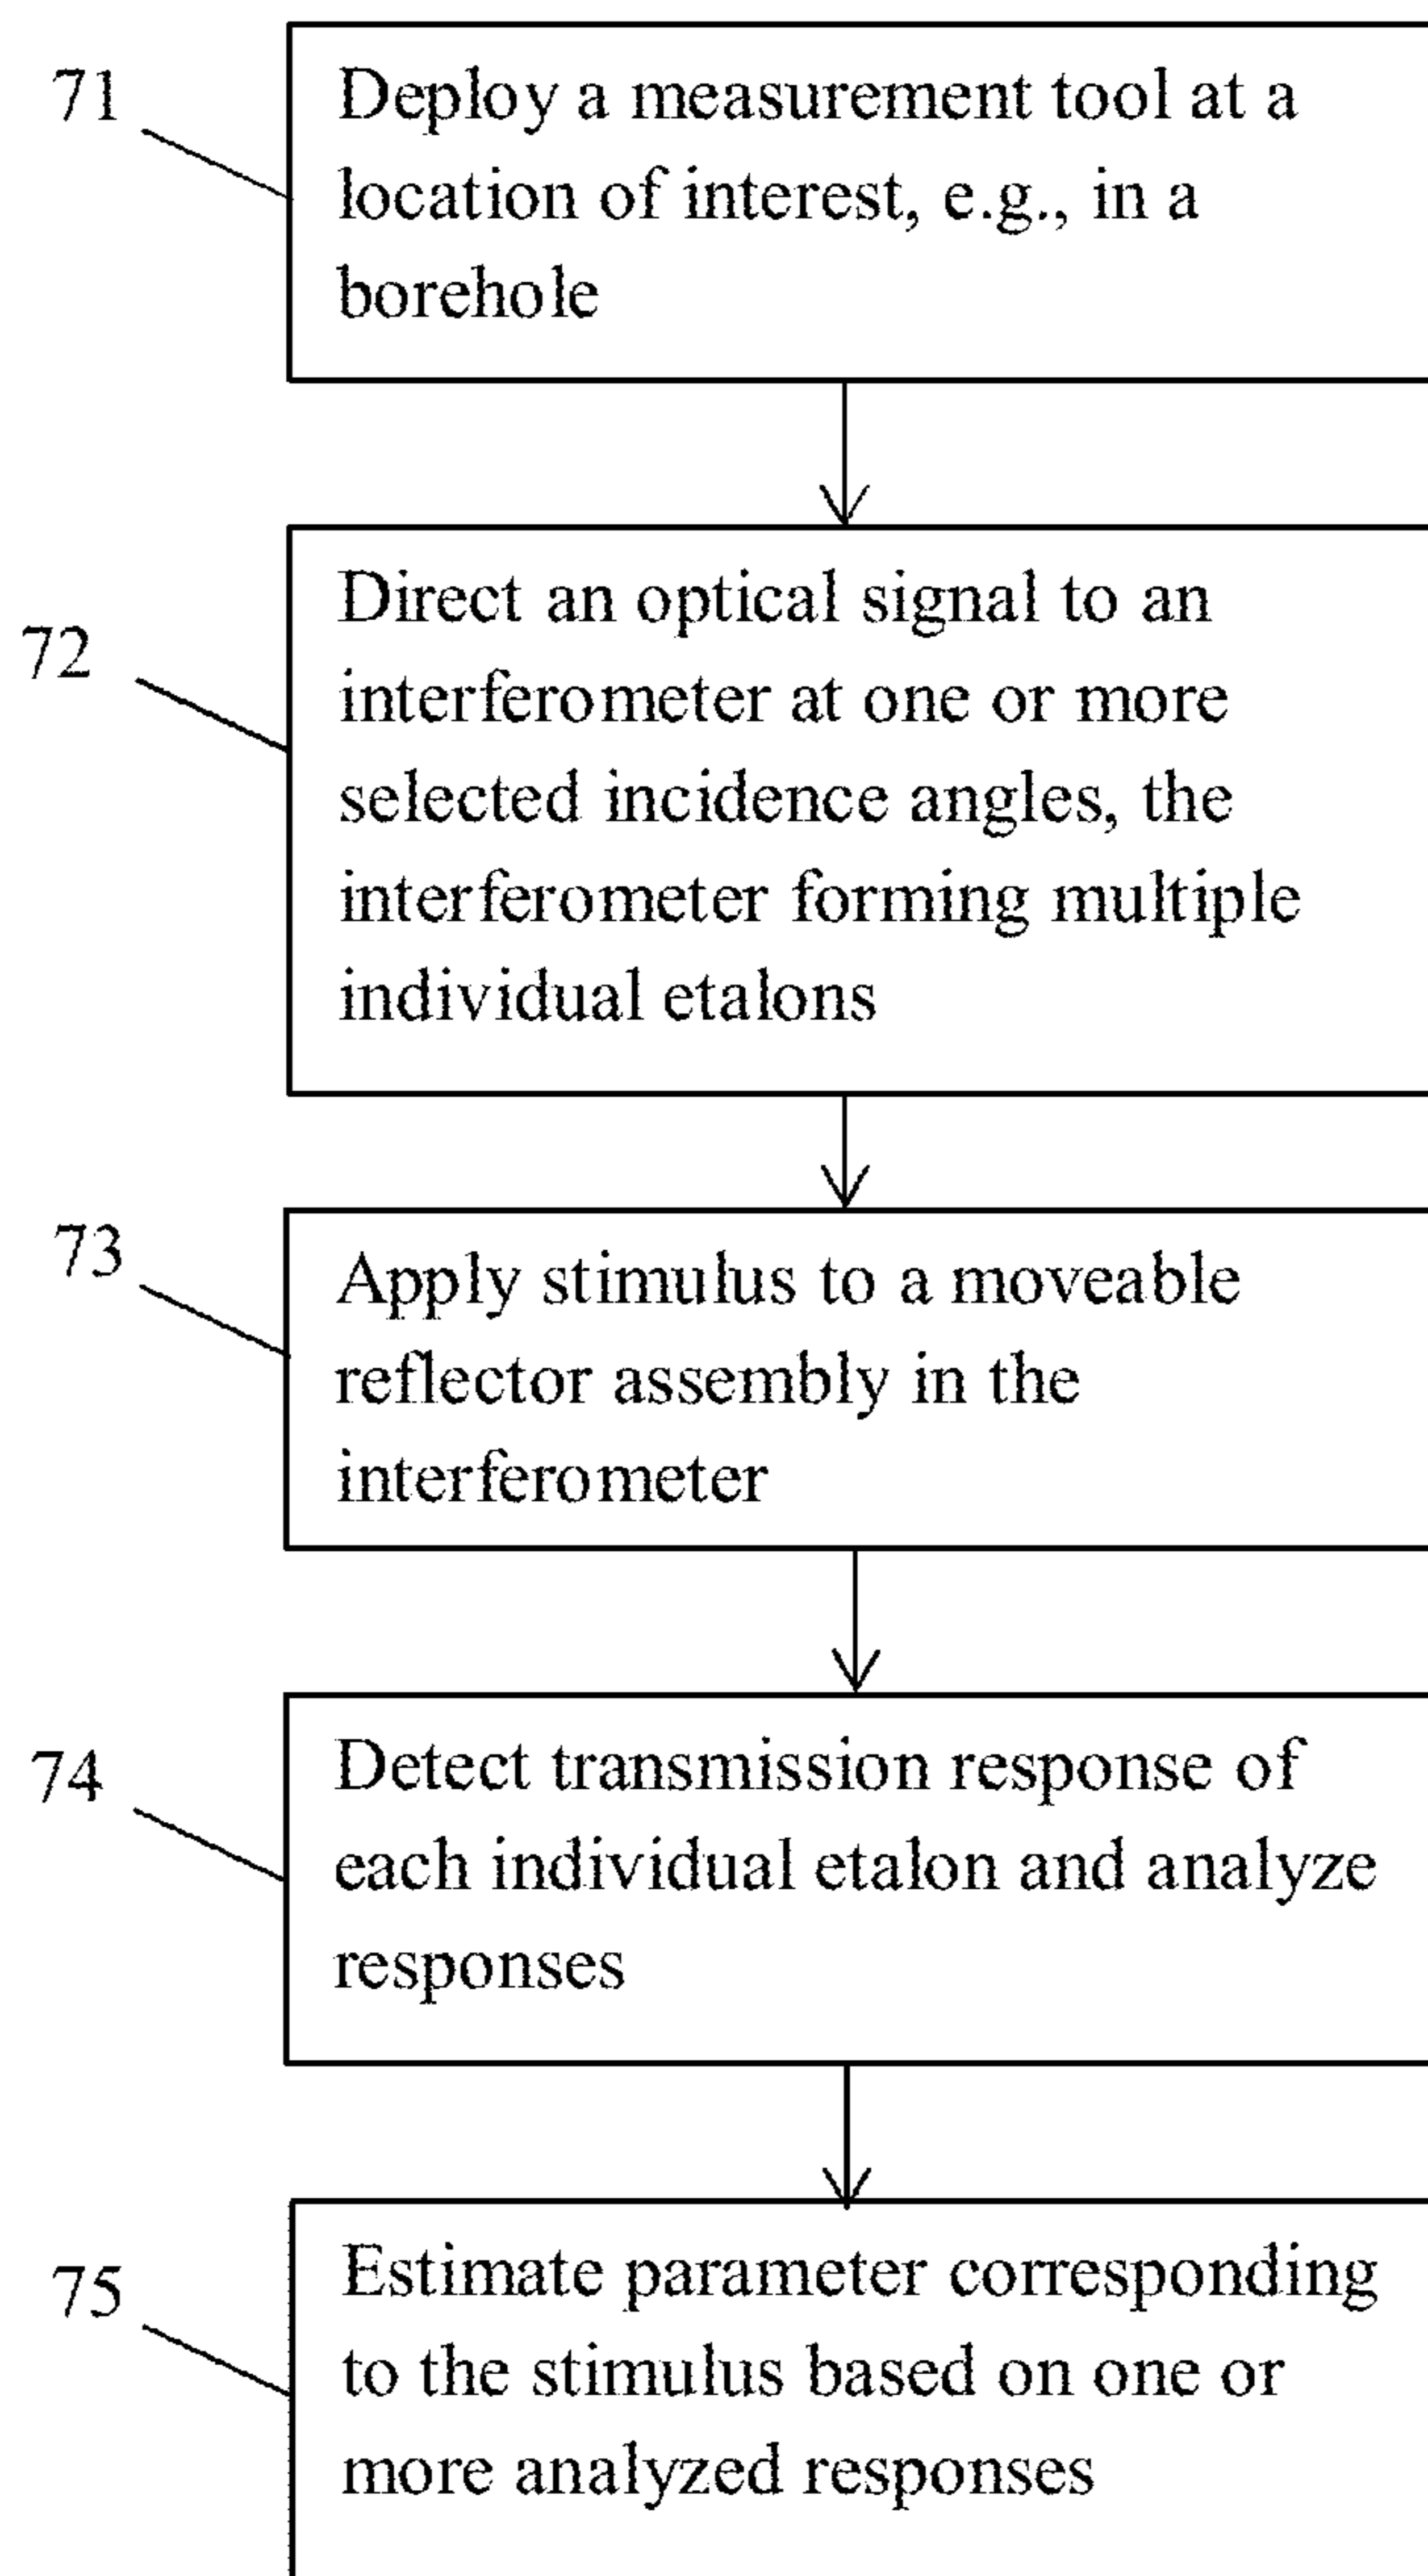 71
Deploy a measurement tool at a
location of interest, e.g., in a
borehole
72
Direct an optical signal to an
interferometer at one or more
selected incidence angles, the
interferometer forming multiple
individual etalons
73
Apply stimulus to a moveable
reflector assembly in the
interferometer
74
Detect transmission response of
each individual etalon and analyze
responses
75
Estimate parameter corresponding
to the stimulus based on one or
more analyzed responses